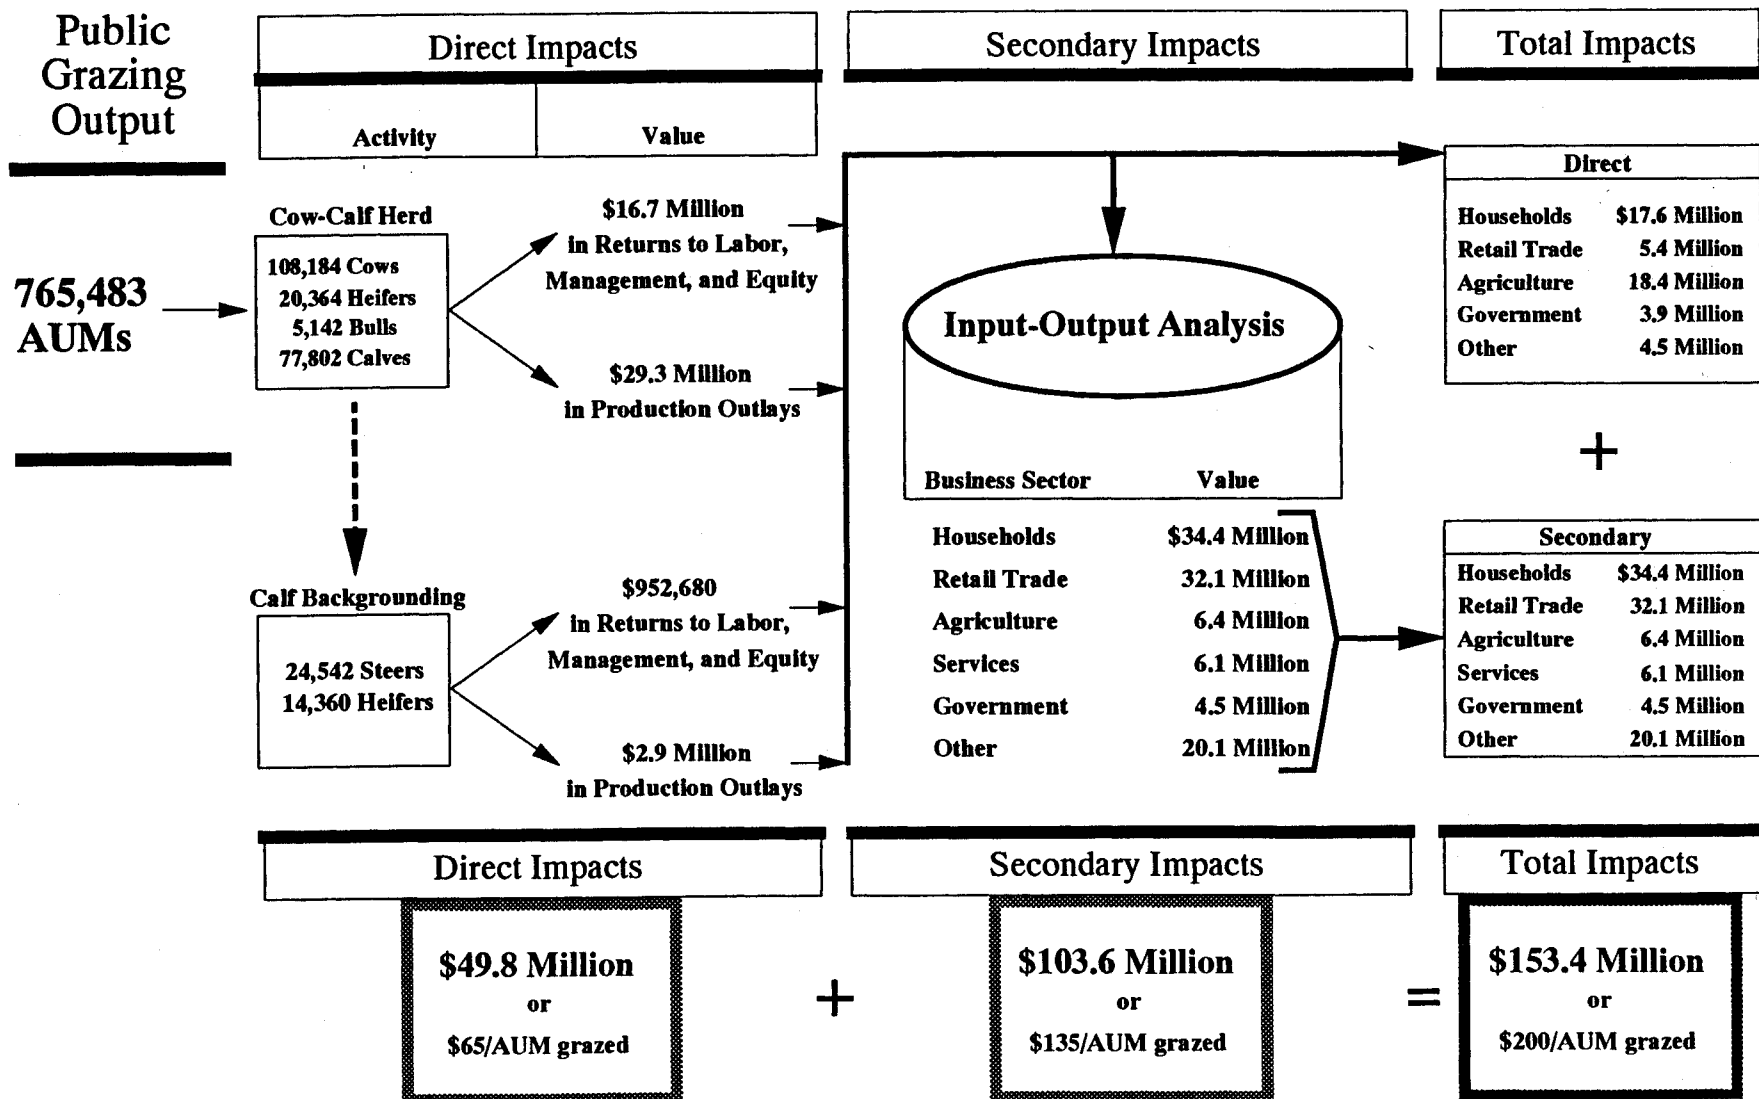 Public
Grazing
Output
Direct Impacts
Secondary Impacts
Total Impacts
Activity
Value
765,483
AUMs
Cow-Calf Herd
108,184 Cows
20,364 Heifers
5,142 Bulls
77,802 Calves
$16.7 Million
in Returns to Labor,
Management, and Equity
$29.3 Million
in Production Outlays
Calf Backgrounding
24,542 Steers
14,360 Heifers
$952,680
in Returns to Labor,
Management, and Equity
$2.9 Million
in Production Outlays
Input-Output Analysis
Business Sector Value
Households $34.4 Million
Retail Trade 32.1 Million
Agriculture 6.4 Million
Services 6.1 Million
Government 4.5 Million
Other 20.1 Million
Direct
Households $17.6 Million
Retail Trade 5.4 Million
Agriculture 18.4 Million
Government 3.9 Million
Other 4.5 Million
+
Secondary
Households $34.4 Million
Retail Trade 32.1 Million
Agriculture 6.4 Million
Services 6.1 Million
Government 4.5 Million
Other 20.1 Million
Direct Impacts
Secondary Impacts
Total Impacts
$49.8 Million
or
$65/AUM grazed
+
$103.6 Million
or
$135/AUM grazed
=
$153.4 Million
or
$200/AUM grazed